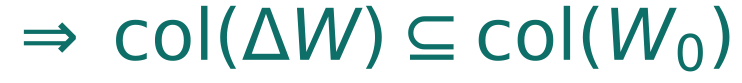 ⇒ col(ΔW) ⊆ col(W₀)